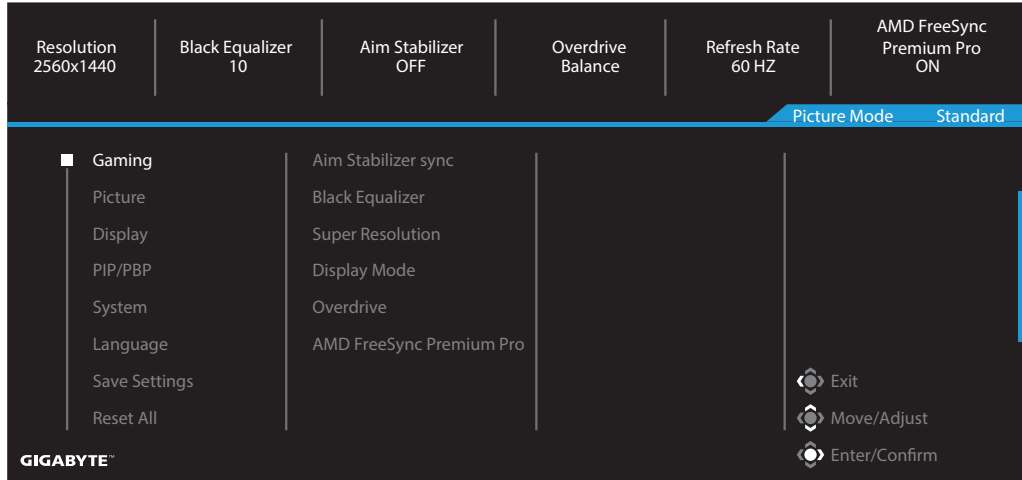 Resolution
2560x1440
Black Equalizer
10
Aim Stabilizer
OFF
Overdrive
Balance
Refresh Rate
60 HZ
AMD FreeSync
Premium Pro
ON
Picture Mode Standard
Gaming
Picture
Display
PIP/PBP
System
Language
Save Settings
Reset All
Aim Stabilizer sync
Black Equalizer
Super Resolution
Display Mode
Overdrive
AMD FreeSync Premium Pro
Exit
Move/Adjust
Enter/Confirm
GIGABYTE™